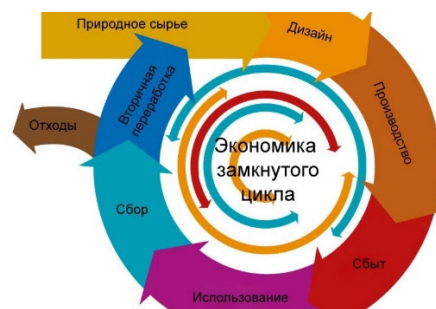 Природное сырье
Дизайн
Производство
Сбыт
Использование
Сбор
Отходы
Вторичная
переработка
Экономика
замкнутого
цикла